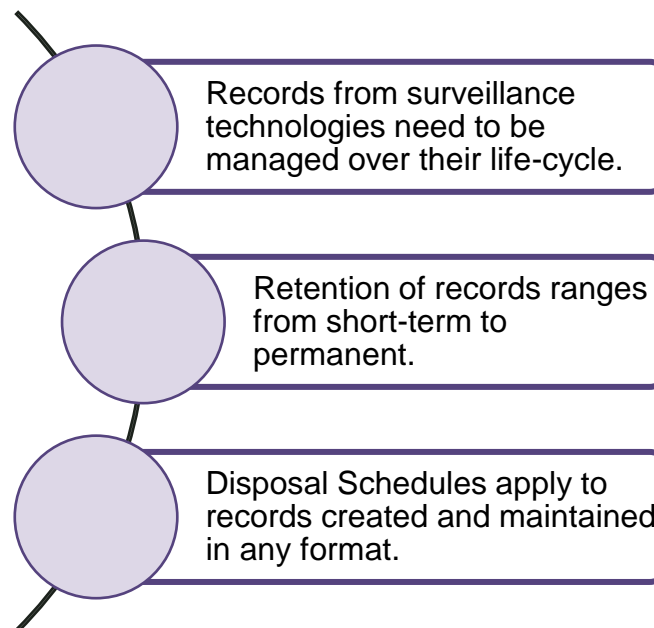 Records from surveillance
technologies need to be
managed over their life-cycle.
Retention of records ranges
from short-term to
permanent.
Disposal Schedules apply to
records created and maintained
in any format.